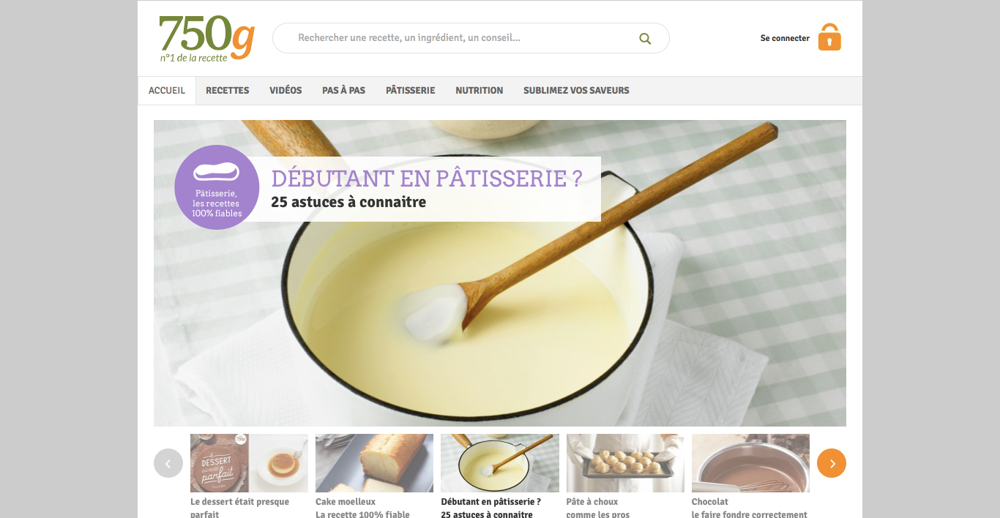 750g
n°1 de la recette
Rechercher une recette, un ingrédient, un conseil...
Se connecter
ACCUEIL
RECETTES
VIDÉOS
PAS À PAS
PÂTISSERIE
NUTRITION
SUBLIMEZ VOS SAVEURS
Pâtisserie,
les recettes
100% fiables
DÉBUTANT EN PÂTISSERIE ?
25 astuces à connaitre
750g
DESSERT
parfait
Le dessert était presque
parfait
Cake moelleux
La recette 100% fiable
Débutant en pâtisserie ?
25 astuces à connaitre
Pâte à choux
comme les pros
Chocolat
le faire fondre correctement